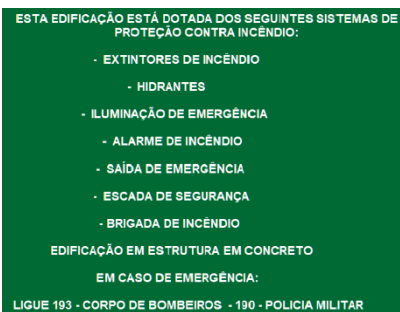 ESTA EDIFICAÇÃO ESTÁ DOTADA DOS SEGUINTES SISTEMAS DE
PROTEÇÃO CONTRA INCÊNDIO:
- EXTINTORES DE INCÊNDIO
- HIDRANTES
- ILUMINAÇÃO DE EMERGÊNCIA
- ALARME DE INCÊNDIO
- SAÍDA DE EMERGÊNCIA
- ESCADA DE SEGURANÇA
- BRIGADA DE INCÊNDIO
EDIFICAÇÃO EM ESTRUTURA EM CONCRETO
EM CASO DE EMERGÊNCIA:
LIGUE 193 - CORPO DE BOMBEIROS - 190 - POLICIA MILITAR